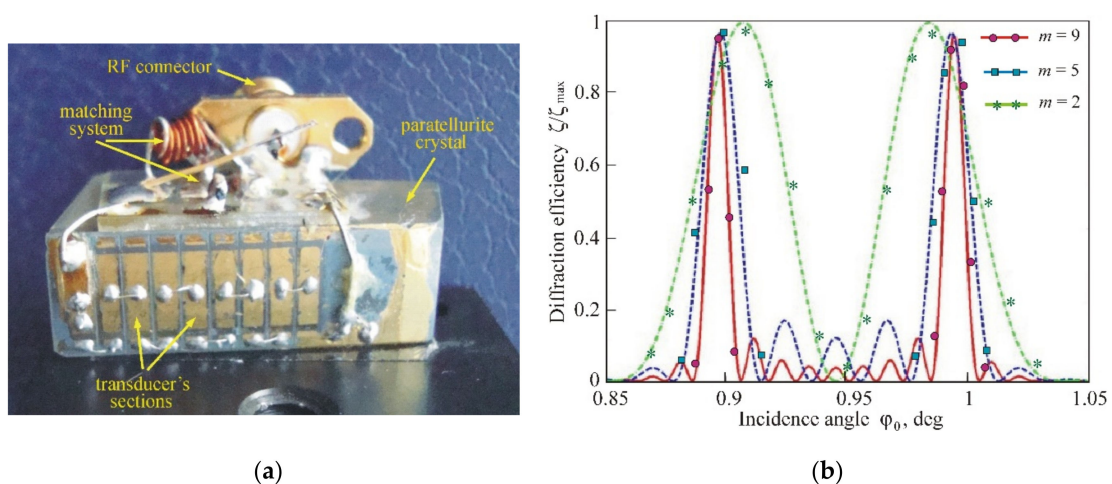 RF connector
matching
system
paratellurite
crystal
transducer's
sections
(a)
b)
Diffraction efficiency ζ/ζmax
1
0.8
0.6
0.4
0.2
0
m = 9
m = 5
m = 2
0.85
0.9
0.95
1
1.05
Incidence angle φ0, deg
(b)